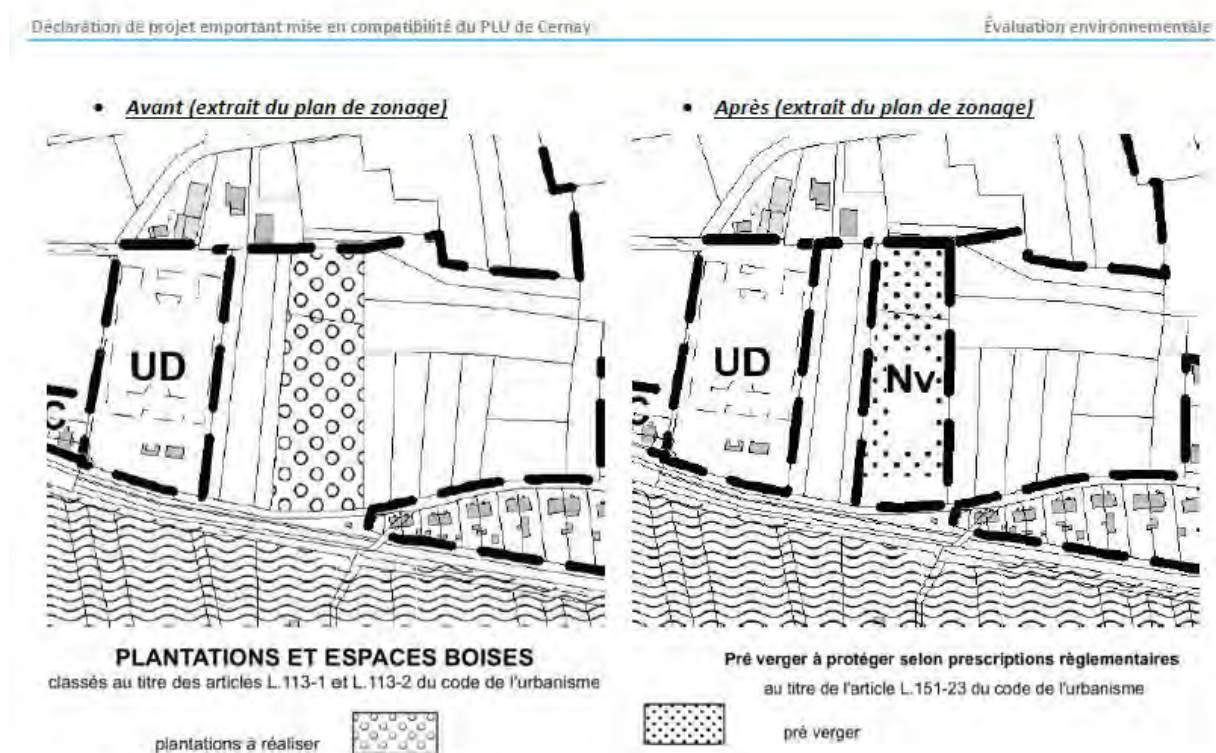 Déclaration de projet emportant mise en compatibilité du PLU de Cernay
Évaluation environnementale
• Avant (extrait du plan de zonage)
UD
C
PLANTATIONS ET ESPACES BOISES
classés au titre des articles L.113-1 et L.113-2 du code de l'urbanisme
plantations à réaliser
• Après (extrait du plan de zonage)
UD
Nv
C
Pré verger à protéger selon prescriptions règlementaires
au titre de l'article L.151-23 du code de l'urbanisme
pré verger